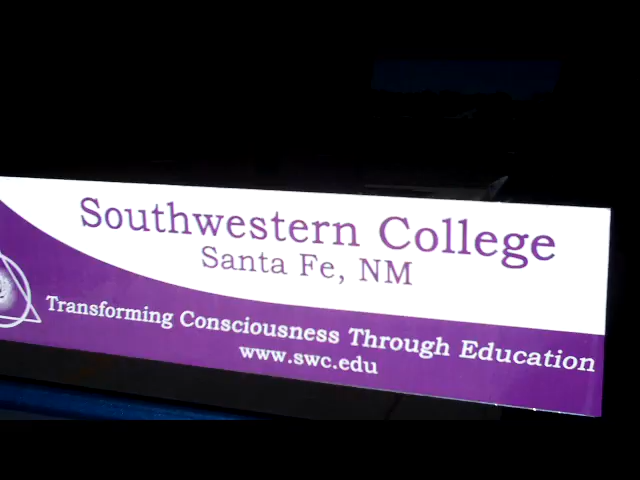 Southwestern College
Santa Fe, NM
Transforming Consciousness Through Education
www.swc.edu